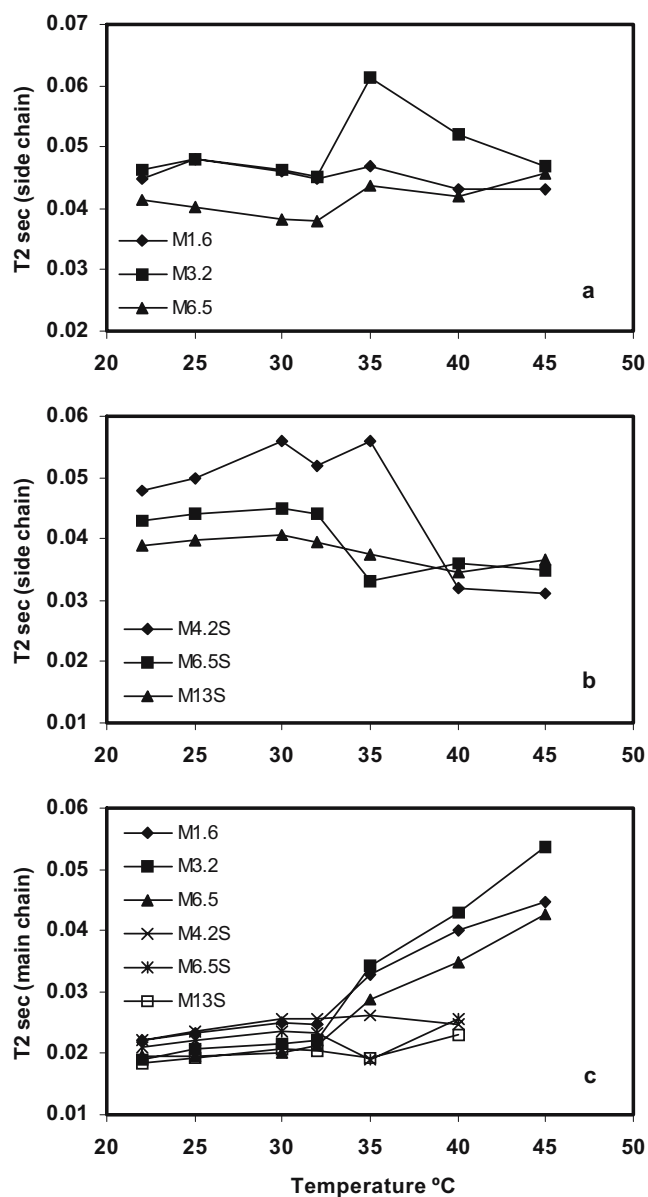 0.07
0.06
0.05
0.04
0.03
0.02
T2 sec (side chain)
M1.6
M3.2
M6.5
a
20 25 30 35 40 45 50
0.06
0.05
0.04
0.03
0.02
0.01
T2 sec (side chain)
M4.2S
M6.5S
M13S
b
20 25 30 35 40 45 50
0.06
0.05
0.04
0.03
0.02
0.01
T2 sec (main chain)
M1.6
M3.2
M6.5
M4.2S
M6.5S
M13S
c
20 25 30 35 40 45 50
Temperature ºC